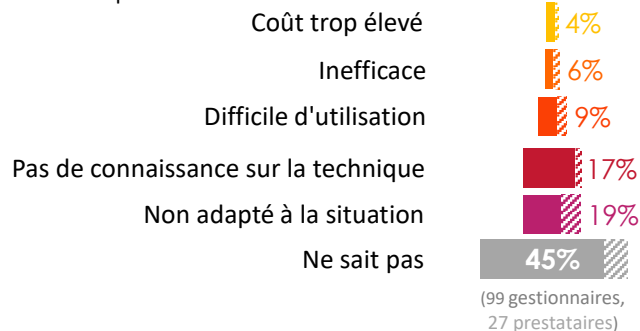 Coût trop élevé 4%
Inefficace 6%
Difficile d'utilisation 9%
Pas de connaissance sur la technique 17%
Non adapté à la situation 19%
Ne sait pas 45%
(99 gestionnaires,
27 prestataires)